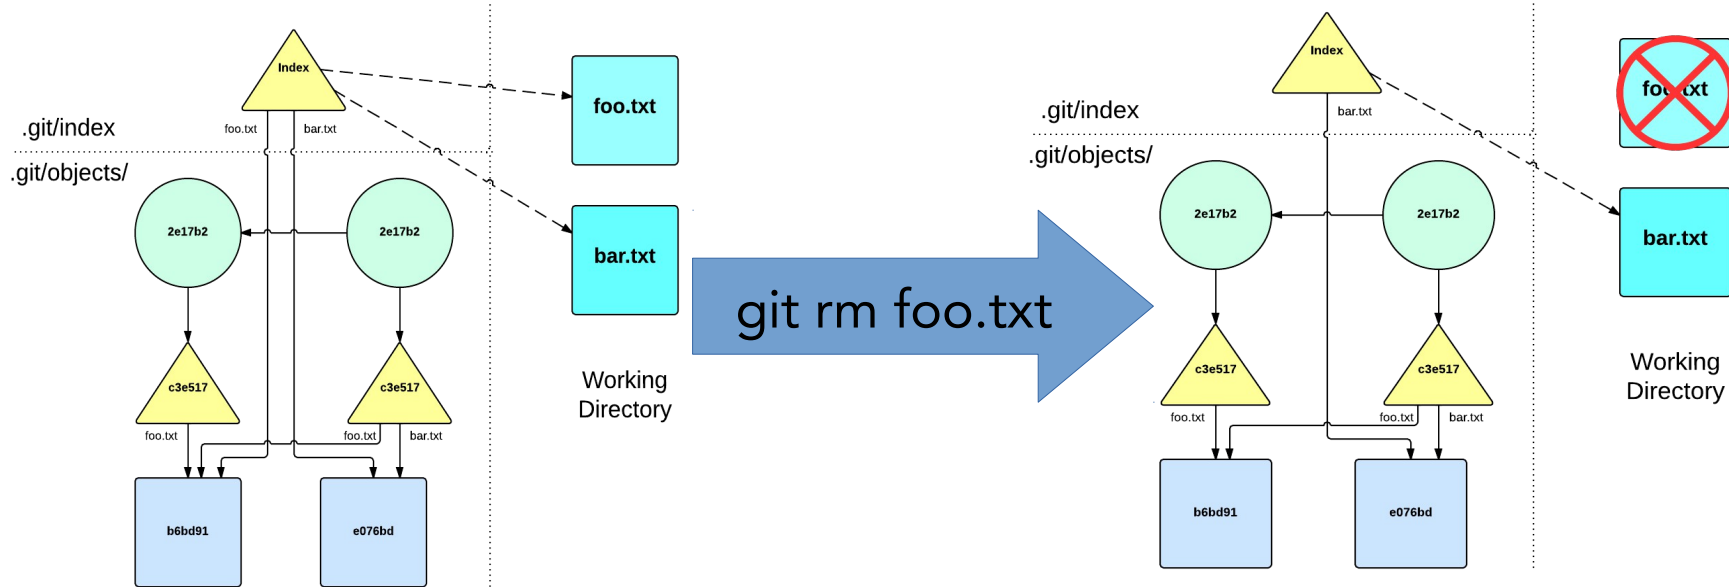 Index
foo.txt
bar.txt
.git/index
.git/objects/
foo.txt
bar.txt
2e17b2
2e17b2
c3e517
c3e517
foo.txt
foo.txt
bar.txt
b6bd91
e076bd
Working
Directory
git rm foo.txt
Index
bar.txt
.git/index
.git/objects/
foo.txt
bar.txt
2e17b2
2e17b2
c3e517
c3e517
foo.txt
foo.txt
bar.txt
b6bd91
e076bd
Working
Directory